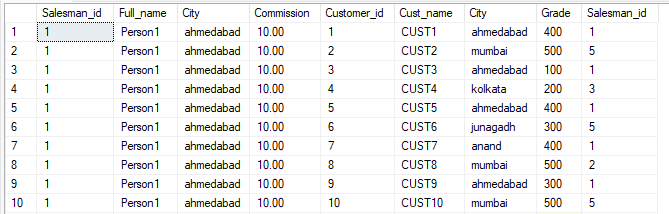 Salesman_id Full_name City Commission Customer_id Cust_name City Grade Salesman_id
1 1 Person1 ahmedabad 10.00 1 CUST1 ahmedabad 400 1
2 1 Person1 ahmedabad 10.00 2 CUST2 mumbai 500 5
3 1 Person1 ahmedabad 10.00 3 CUST3 ahmedabad 100 1
4 1 Person1 ahmedabad 10.00 4 CUST4 kolkata 200 3
5 1 Person1 ahmedabad 10.00 5 CUST5 ahmedabad 400 1
6 1 Person1 ahmedabad 10.00 6 CUST6 junagadh 300 5
7 1 Person1 ahmedabad 10.00 7 CUST7 anand 400 1
8 1 Person1 ahmedabad 10.00 8 CUST8 mumbai 500 2
9 1 Person1 ahmedabad 10.00 9 CUST9 ahmedabad 300 1
10 1 Person1 ahmedabad 10.00 10 CUST10 mumbai 500 5